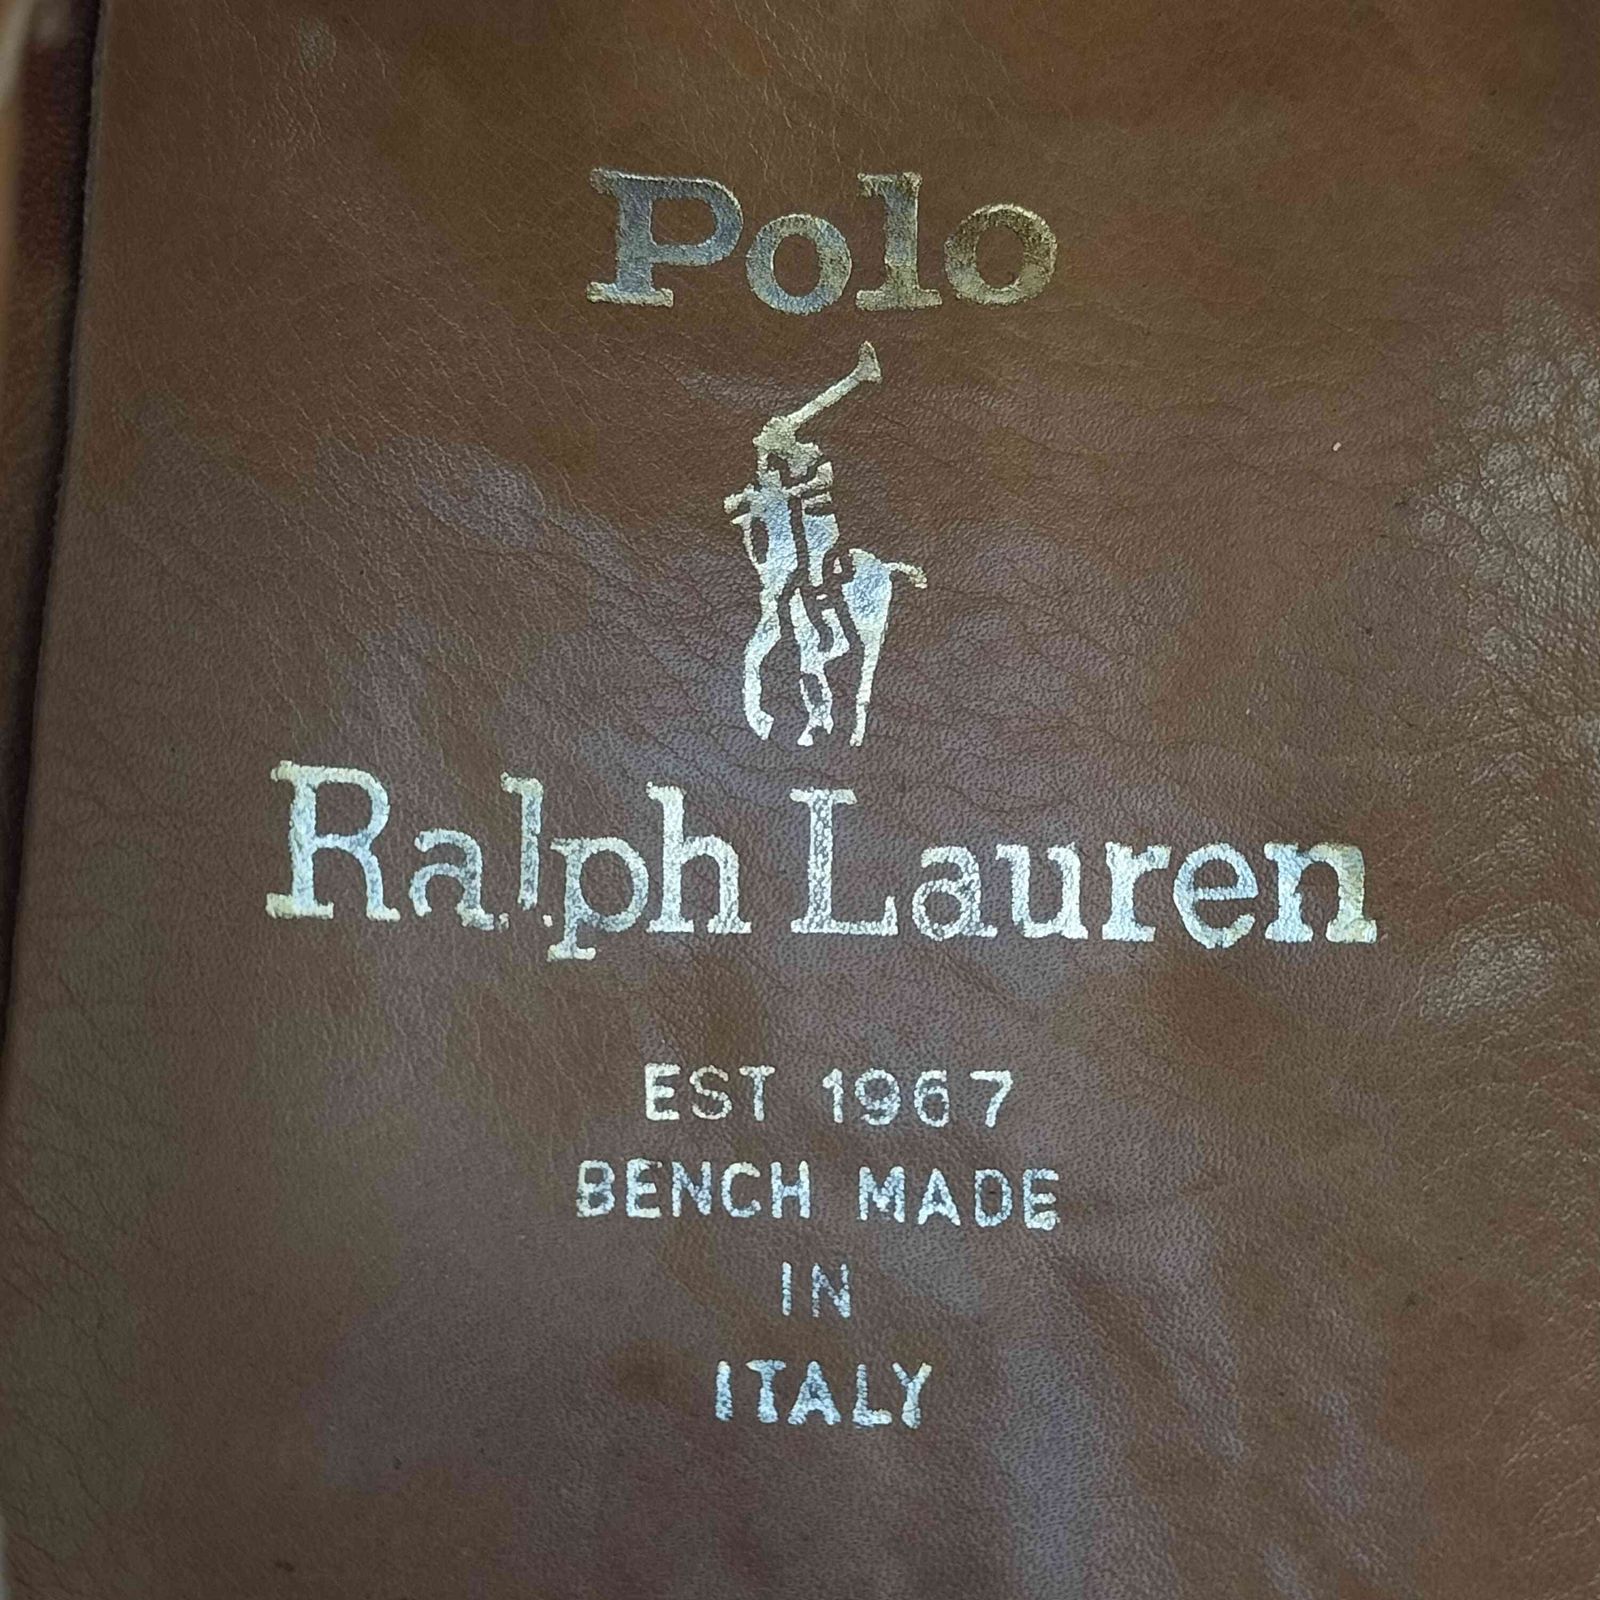 Polo
Ralph Lauren
EST 1967
BENCH MADE
IN
ITALY